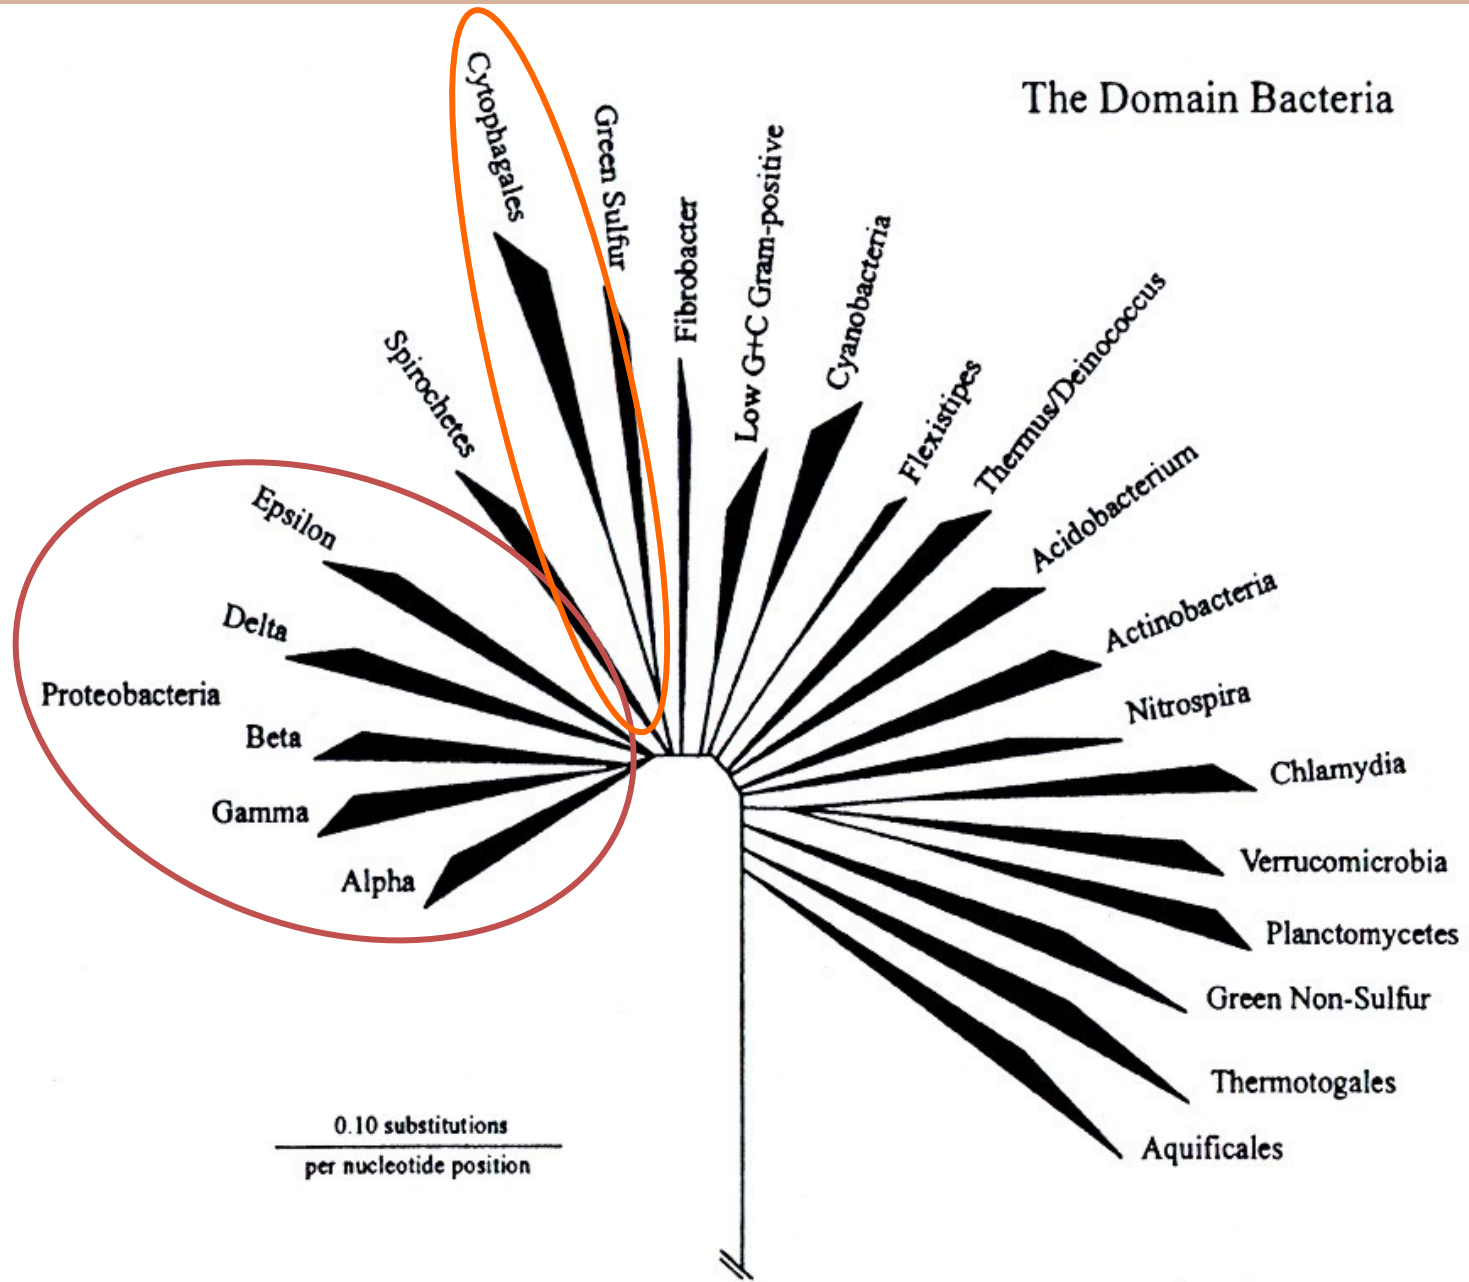 The Domain Bacteria
Cytophagales
Green Sulfur
Fibrobacter
Low G+C Gram-positive
Cyanobacteria
Flexistipes
Thermus/Deinococcus
Acidobacterium
Actinobacteria
Nitrospira
Chlamydia
Verrucomicrobia
Planctomycetes
Green Non-Sulfur
Thermotogales
Aquificales
Spirochetes
Epsilon
Delta
Proteobacteria
Beta
Gamma
Alpha
0.10 substitutions
per nucleotide position